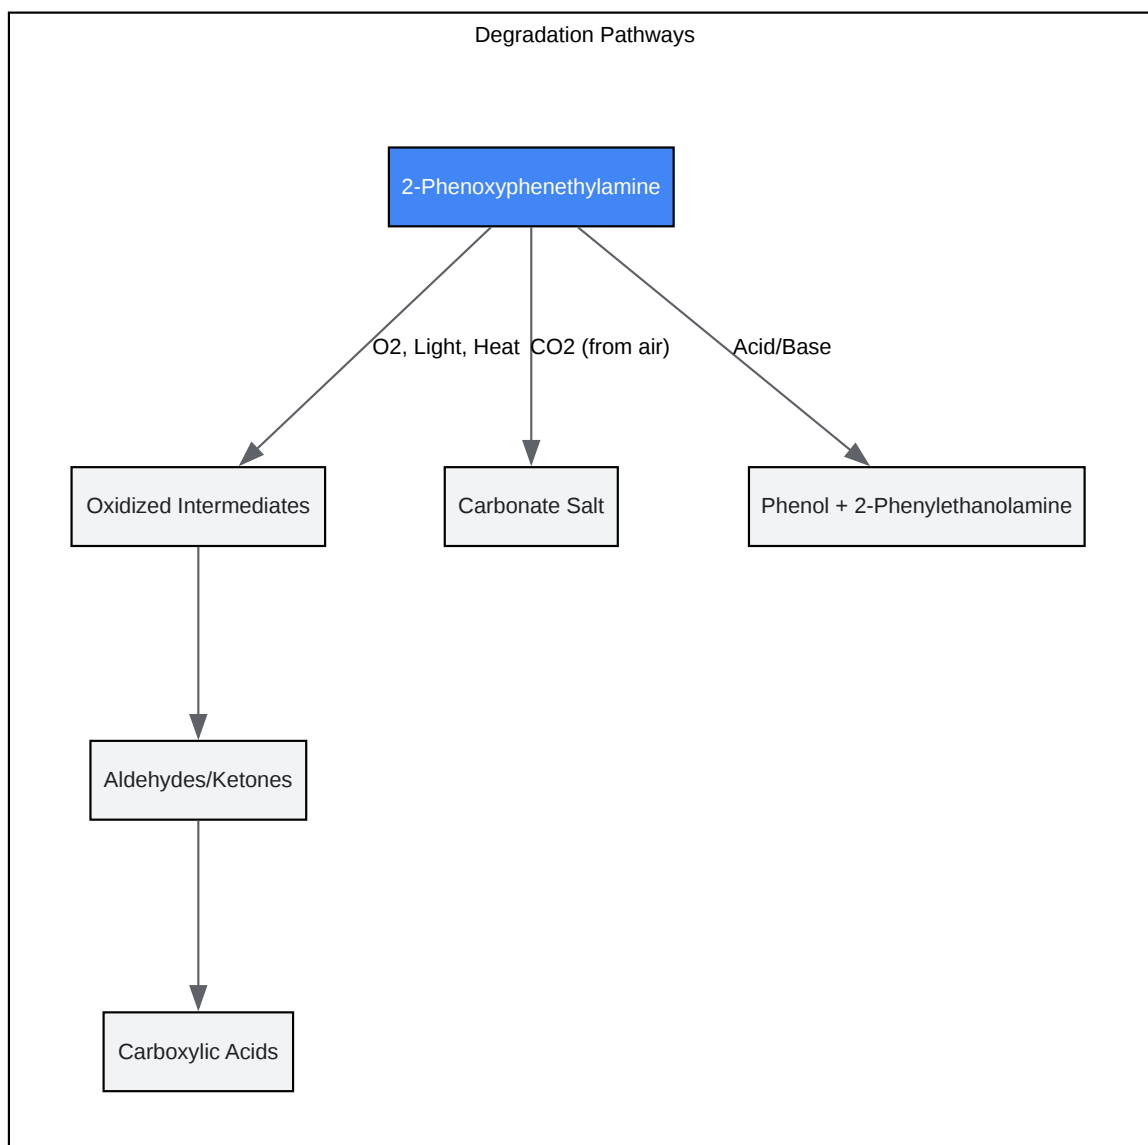 Degradation Pathways
2-Phenoxyphenethylamine
O2, Light, Heat
CO2 (from air)
Acid/Base
Oxidized Intermediates
Carbonate Salt
Phenol + 2-Phenylethanolamine
Aldehydes/Ketones
Carboxylic Acids